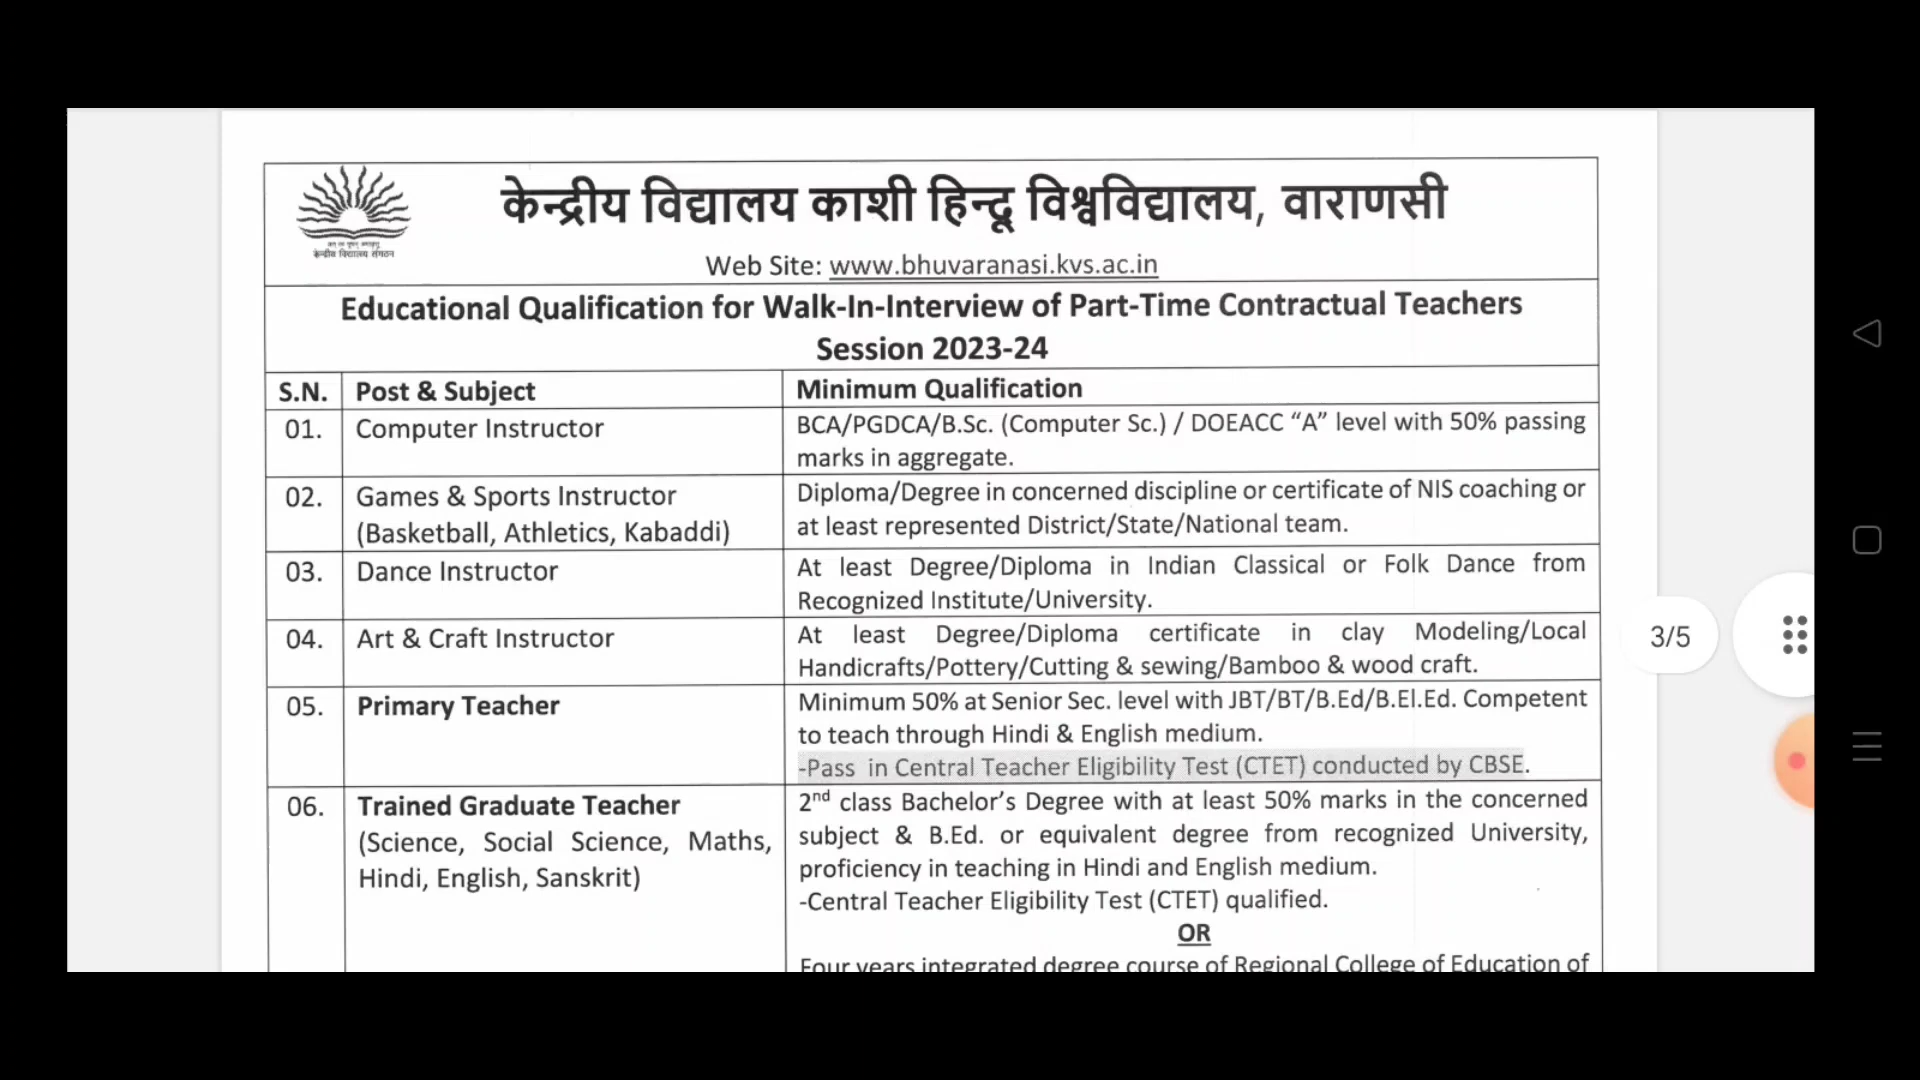 केन्द्रीय विद्यालय काशी हिन्दू विश्वविद्यालय, वाराणसी
केन्द्रीय विद्यालय संगठन
Web Site: www.bhuvaranasi.kvs.ac.in
Educational Qualification for Walk-In-Interview of Part-Time Contractual Teachers
Session 2023-24
S.N. Post & Subject Minimum Qualification
01. Computer Instructor BCA/PGDCA/B.Sc. (Computer Sc.) / DOEACC “A” level with 50% passing
marks in aggregate.
02. Games & Sports Instructor Diploma/Degree in concerned discipline or certificate of NIS coaching or
(Basketball, Athletics, Kabaddi) at least represented District/State/National team.
03. Dance Instructor At least Degree/Diploma in Indian Classical or Folk Dance from
Recognized Institute/University.
04. Art & Craft Instructor At least Degree/Diploma certificate in clay Modeling/Local
Handicrafts/Pottery/Cutting & sewing/Bamboo & wood craft.
05. Primary Teacher Minimum 50% at Senior Sec. level with JBT/BT/B.Ed/B.El.Ed. Competent
to teach through Hindi & English medium.
-Pass in Central Teacher Eligibility Test (CTET) conducted by CBSE.
06. Trained Graduate Teacher 2nd class Bachelor’s Degree with at least 50% marks in the concerned
(Science, Social Science, Maths, subject & B.Ed. or equivalent degree from recognized University,
Hindi, English, Sanskrit) proficiency in teaching in Hindi and English medium.
-Central Teacher Eligibility Test (CTET) qualified.
OR
Four years integrated degree course of Regional College of Education of
3/5